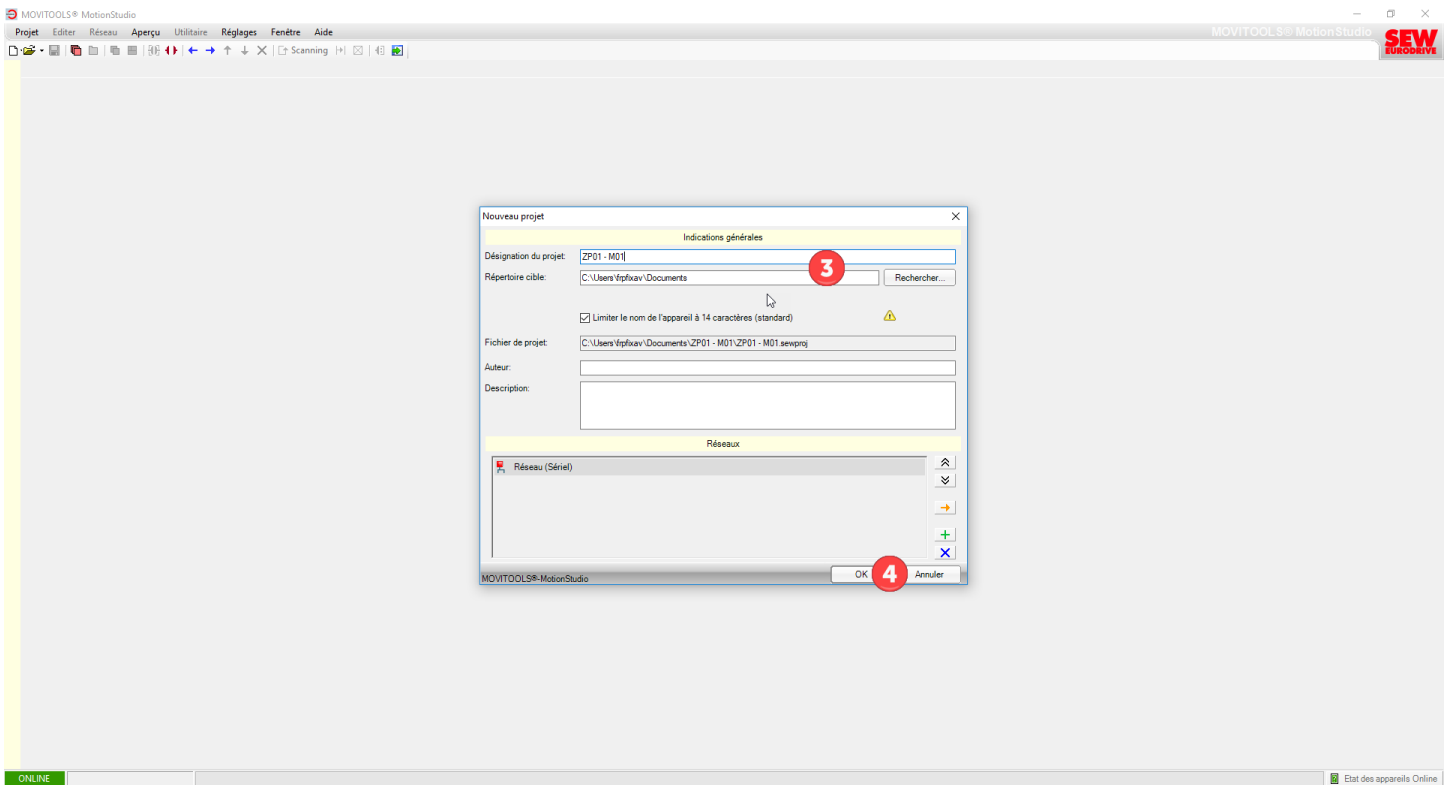 MOVITOOLS® MotionStudio
Projet Editer Réseau Aperçu Utilitaire Réglages Fenêtre Aide
MOVITOOLS® MotionStudio
SEW
EURODRIVE
Scanning
Nouveau projet
Indications générales
Désignation du projet: ZP01 - M01
3
Répertoire cible: C:\Users\frpfixav\Documents Rechercher...
Limiter le nom de l'appareil à 14 caractères (standard)
Fichier de projet: C:\Users\frpfixav\Documents\ZP01 - M01\ZP01 - M01.sewproj
Auteur:
Description:
Réseaux
Réseau (Sériel)
OK 4 Annuler
MOVITOOLS®-MotionStudio
ONLINE Etat des appareils Online